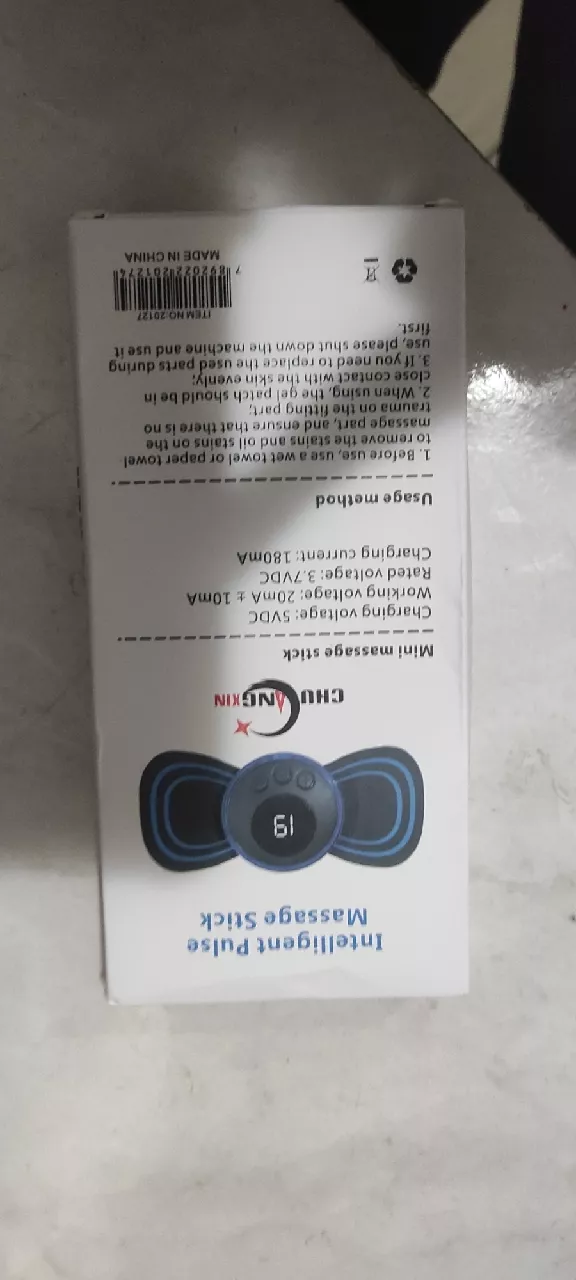 Intelligent Pulse
Massage Stick
19
CHUANGXIN
Mini massage stick
Charging voltage: 5VDC
Working voltage: 20mA ± 10mA
Rated voltage: 3.7VDC
Charging current: 180mA
Usage method
1. Before use, use a wet towel or paper towel
to remove the stains and oil stains on the
massage part, and ensure that there is no
trauma on the fitting part;
2. When using, the gel patch should be in
close contact with the skin evenly;
3. If you need to replace the used parts during
use, please shut down the machine and use it
first.
ITEM NO:20127
7 892022 201274
MADE IN CHINA